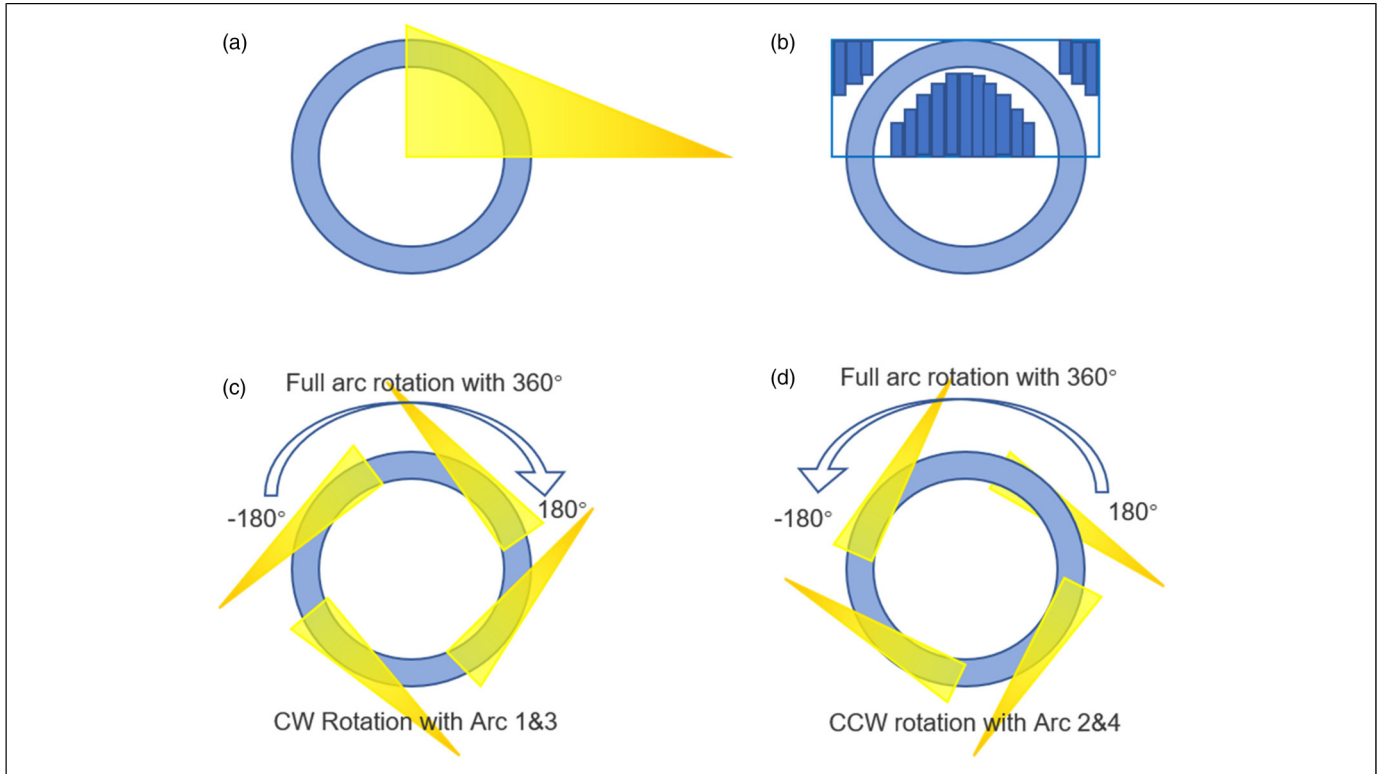 (a)
(b)
(c)
Full arc rotation with 360°
-180°
180°
CW Rotation with Arc 1&3
(d)
Full arc rotation with 360°
-180°
180°
CCW rotation with Arc 2&4